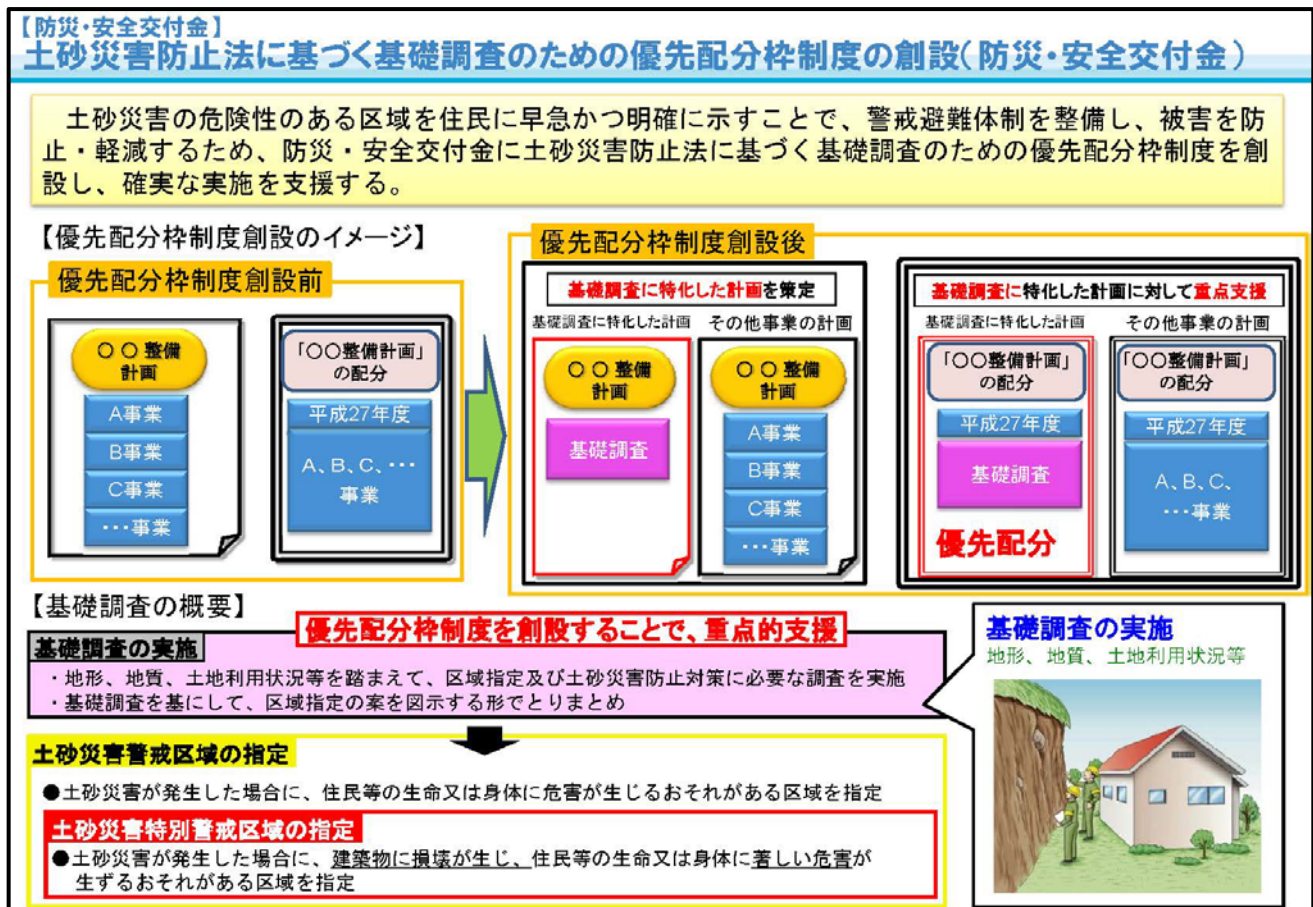 【防災・安全交付金】
土砂災害防止法に基づく基礎調査のための優先配分枠制度の創設(防災・安全交付金)
土砂災害の危険性のある区域を住民に早急かつ明確に示すことで、警戒避難体制を整備し、被害を防
止・軽減するため、防災・安全交付金に土砂災害防止法に基づく基礎調査のための優先配分枠制度を創
設し、確実な実施を支援する。
【優先配分枠制度創設のイメージ】
優先配分枠制度創設前
〇〇整備
計画
A事業
B事業
C事業
・・・事業
「〇〇整備計画」
の配分
平成27年度
A、B、C、・・・
事業
優先配分枠制度創設後
基礎調査に特化した計画を策定
基礎調査に特化した計画
その他事業の計画
〇〇整備
計画
基礎調査
〇〇整備
計画
A事業
B事業
C事業
・・・事業
基礎調査に特化した計画に対して重点支援
基礎調査に特化した計画
その他事業の計画
「〇〇整備計画」
の配分
平成27年度
基礎調査
優先配分
「〇〇整備計画」
の配分
平成27年度
A、B、C、
・・・事業
【基礎調査の概要】
優先配分枠制度を創設することで、重点的支援
基礎調査の実施
・地形、地質、土地利用状況等を踏まえて、区域指定及び土砂災害防止対策に必要な調査を実施
・基礎調査を基にして、区域指定の案を図示する形でとりまとめ
土砂災害警戒区域の指定
●土砂災害が発生した場合に、住民等の生命又は身体に危害が生じるおそれがある区域を指定
土砂災害特別警戒区域の指定
●土砂災害が発生した場合に、建築物に損壊が生じ、住民等の生命又は身体に著しい危害が
生ずるおそれがある区域を指定
基礎調査の実施
地形、地質、土地利用状況等